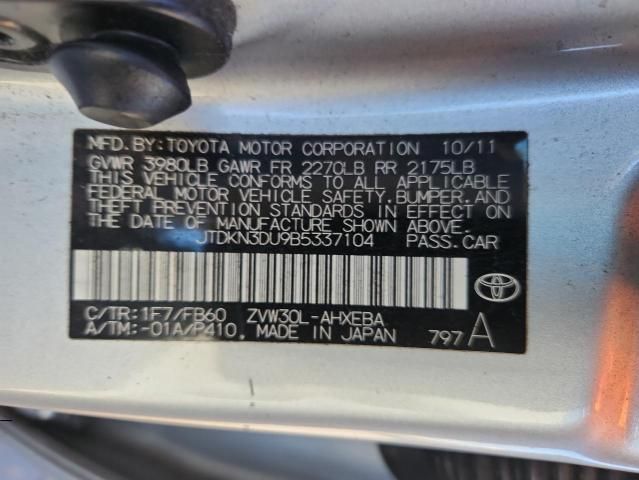 MFD. BY: TOYOTA MOTOR CORPORATION 10/11
GVWR 3980LB GAWR FR 2270LB RR 2175LB
THIS VEHICLE CONFORMS TO ALL APPLICABLE
FEDERAL MOTOR VEHICLE SAFETY, BUMPER, AND
THEFT PREVENTION STANDARDS IN EFFECT ON
THE DATE OF MANUFACTURE SHOWN ABOVE.
JTDKN3DU9B5337104 PASS. CAR
C/TR: 1F7/FB60 ZVW30L-AHXEBA
A/TM: -01A/P410, MADE IN JAPAN 797 A